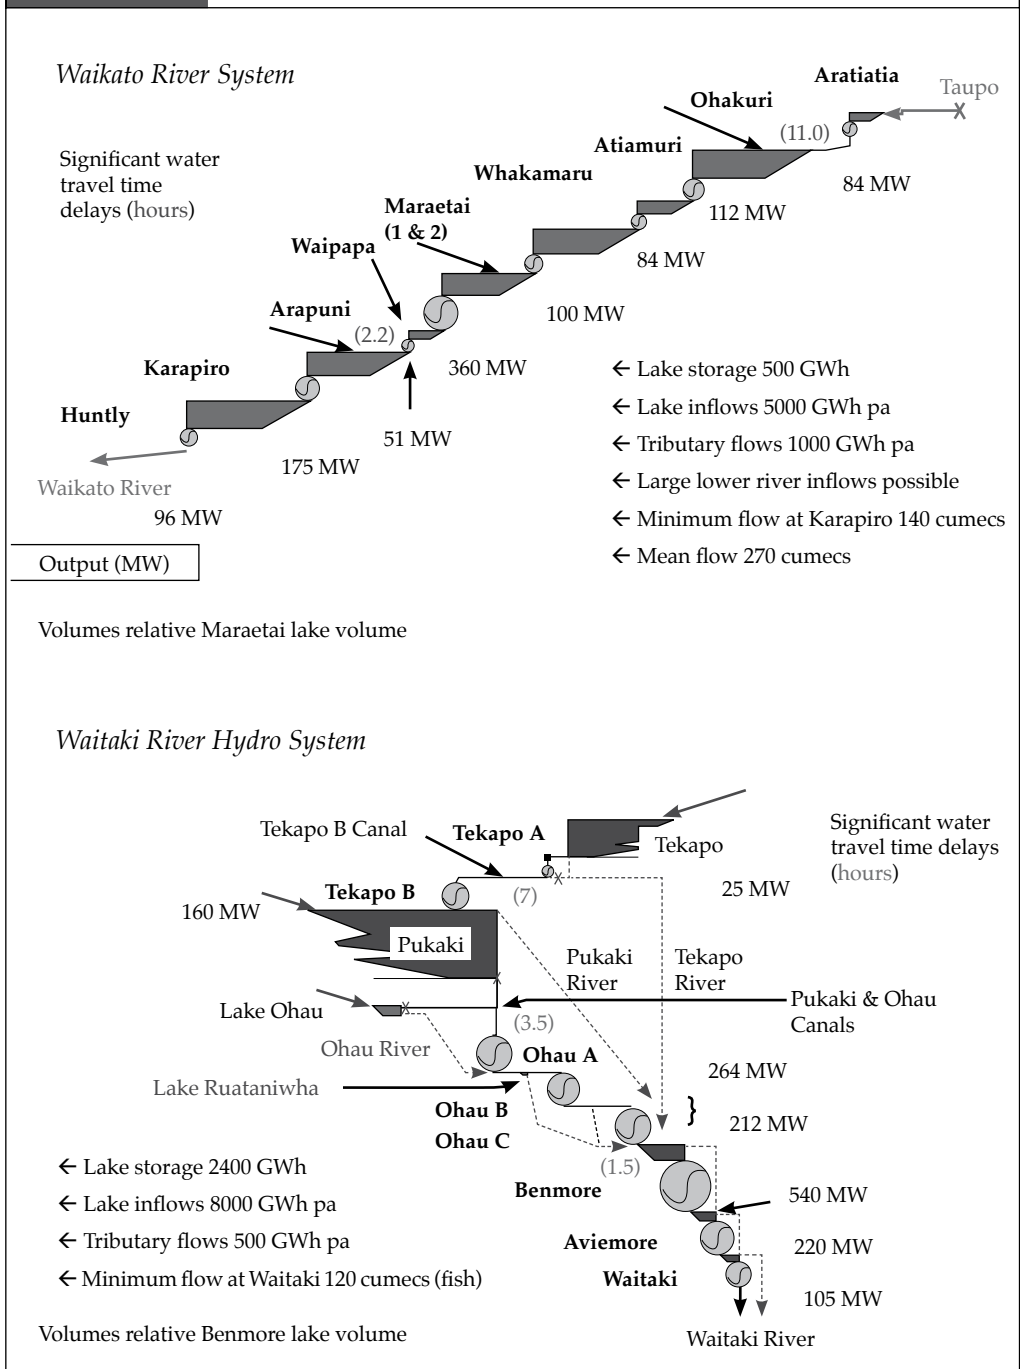 Waikato River System
Aratiatia
Taupo
Ohakuri
(11.0)
Atiamuri
Significant water
travel time
delays (hours)
Whakamaru
84 MW
Maraetai
(1 & 2)
112 MW
Waipapa
84 MW
Arapuni
(2.2)
100 MW
Karapiro
360 MW
Huntly
51 MW
175 MW
Waikato River
96 MW
← Lake storage 500 GWh
← Lake inflows 5000 GWh pa
← Tributary flows 1000 GWh pa
← Large lower river inflows possible
← Minimum flow at Karapiro 140 cumecs
← Mean flow 270 cumecs
Output (MW)
Volumes relative Maraetai lake volume
Waitaki River Hydro System
Tekapo B Canal
Tekapo A
Tekapo
Significant water
travel time delays
(hours)
25 MW
Tekapo B
(7)
160 MW
Pukaki
Pukaki
River
Tekapo
River
Lake Ohau
Pukaki & Ohau
Canals
(3.5)
Ohau River
Ohau A
264 MW
Lake Ruataniwha
Ohau B
Ohau C
}
212 MW
(1.5)
Benmore
540 MW
Aviemore
220 MW
Waitaki
105 MW
Waitaki River
← Lake storage 2400 GWh
← Lake inflows 8000 GWh pa
← Tributary flows 500 GWh pa
← Minimum flow at Waitaki 120 cumecs (fish)
Volumes relative Benmore lake volume